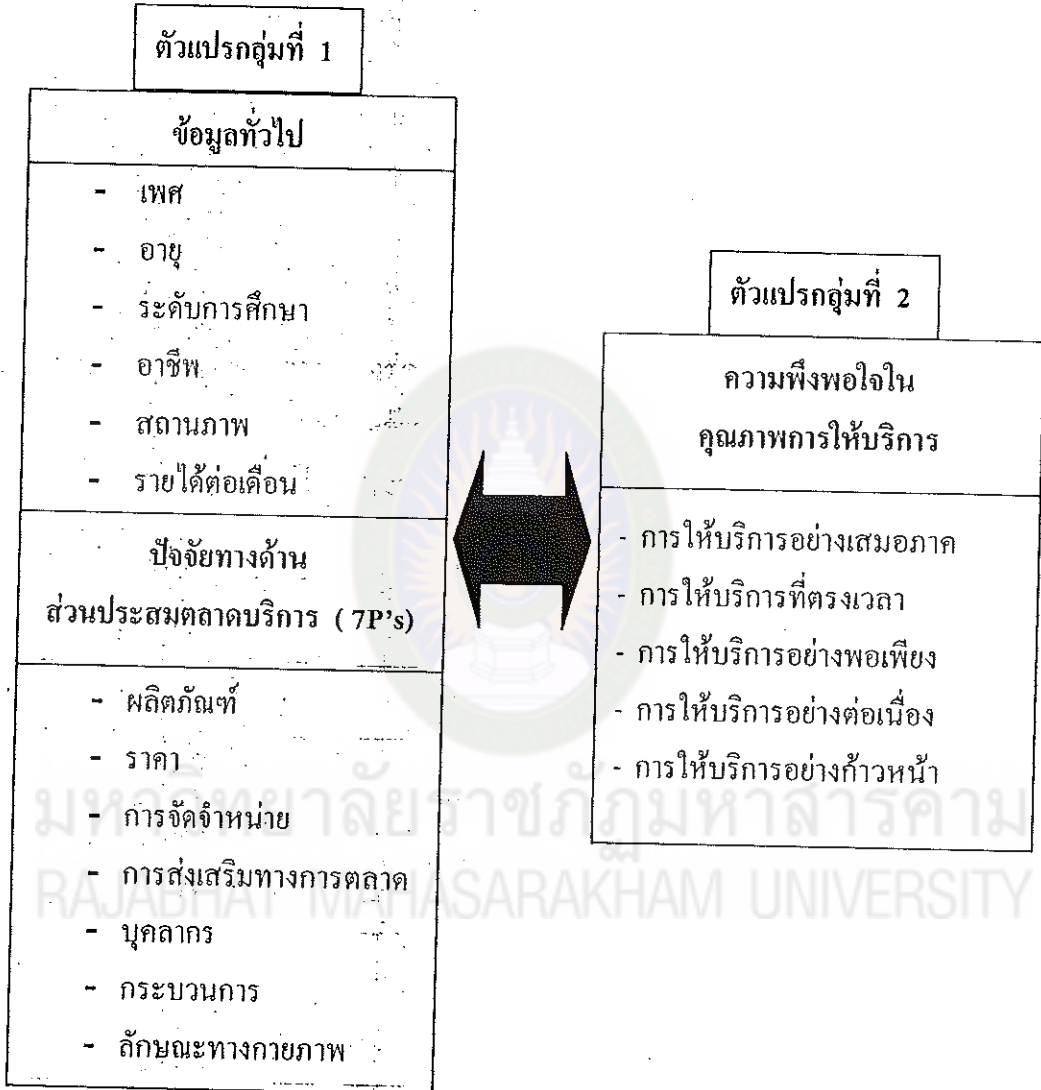 ตัวแปรกลุ่มที่ 1
ข้อมูลทั่วไป
- เพศ
- อายุ
- ระดับการศึกษา
- อาชีพ
- สถานภาพ
- รายได้ต่อเดือน
ปัจจัยทางด้าน
ส่วนประสมตลาดบริการ ( 7P's)
- ผลิตภัณฑ์
- ราคา
- การจัดจำหน่าย
- การส่งเสริมทางการตลาด
- บุคลากร
- กระบวนการ
- ลักษณะทางกายภาพ
ตัวแปรกลุ่มที่ 2
ความพึงพอใจใน
คุณภาพการให้บริการ
- การให้บริการอย่างเสมอภาค
- การให้บริการที่ตรงเวลา
- การให้บริการอย่างพอเพียง
- การให้บริการอย่างต่อเนื่อง
- การให้บริการอย่างก้าวหน้า
มหาวิทยาลัยราชภัฏมหาสารคาม
RAJABHAT MAHASARAKHAM UNIVERSITY